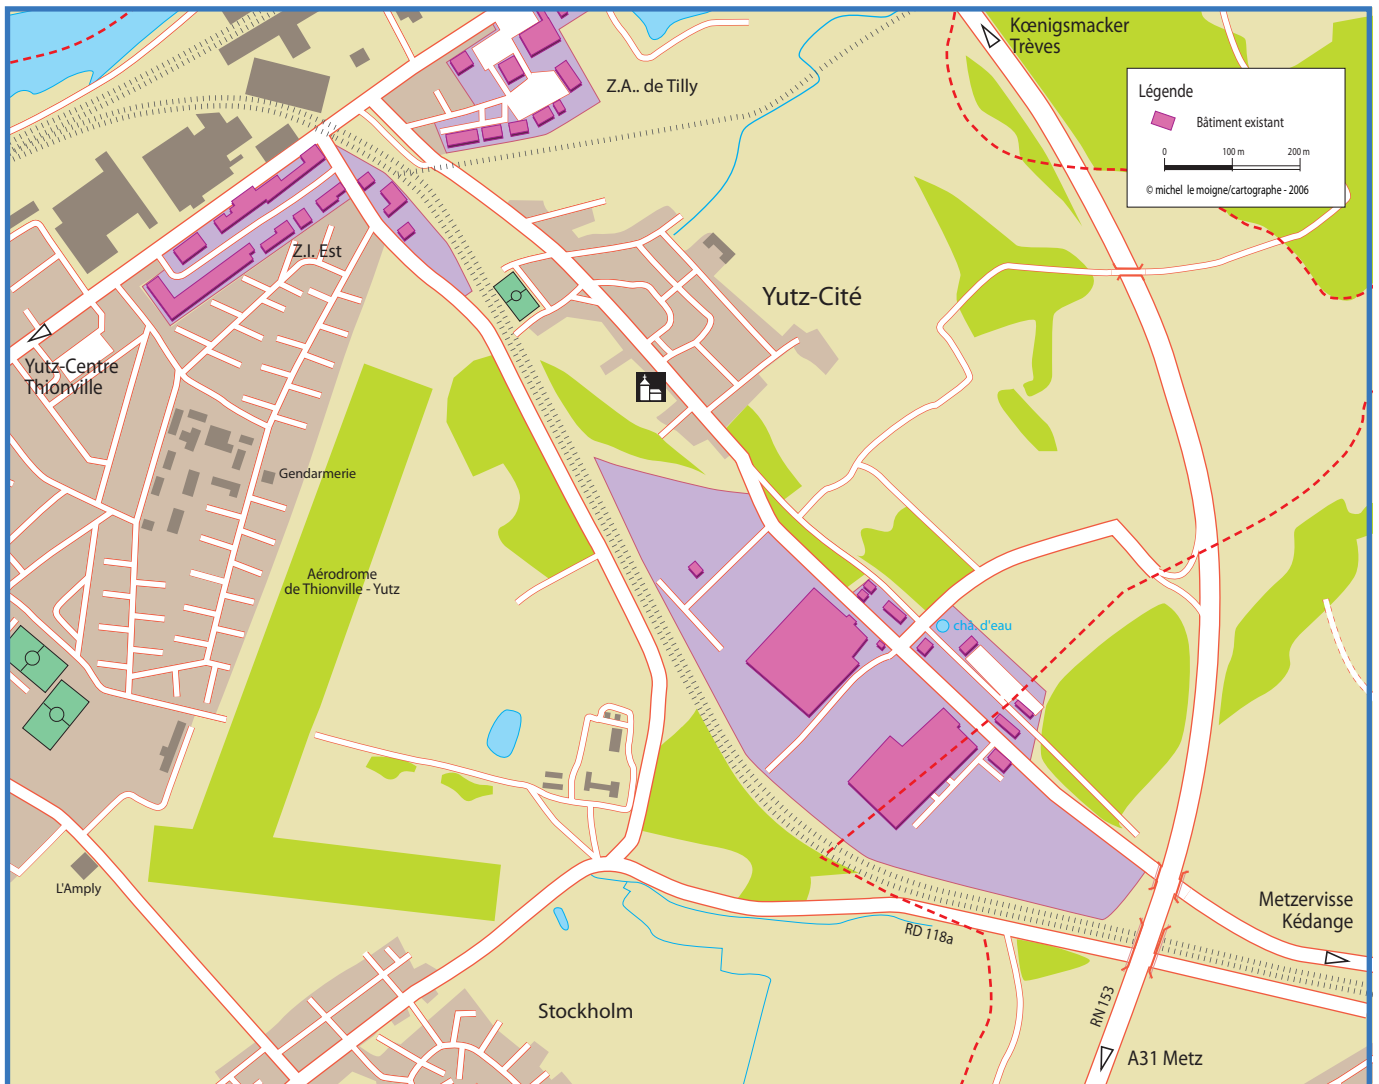 Kœnigsmacker
Trèves
Z.A.. de Tilly
Légende
Bâtiment existant
0 100 m 200 m
© michel le moigne/cartographe - 2006
Z.I. Est
Yutz-Cité
Yutz-Centre
Thionville
Gendarmerie
Aérodrome
de Thionville - Yutz
châ. d'eau
L'Amply
Metzervisse
Kédange
RD 118a
Stockholm
RN 153
A31 Metz